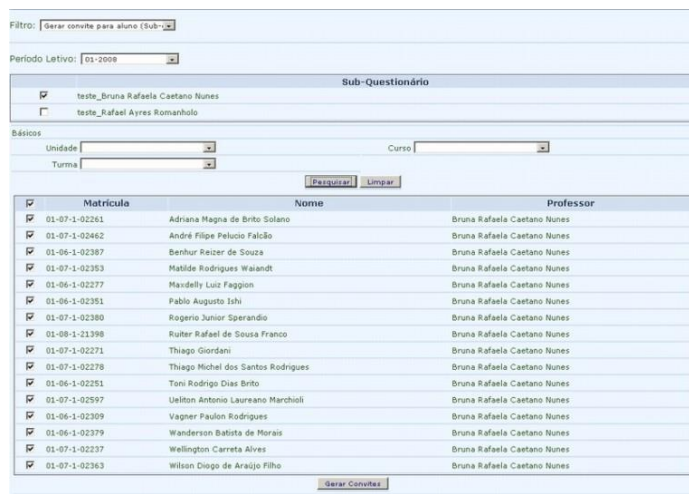 Filtro: Gerar convite para aluno (Sub-
Período Letivo: 01-2008
Sub-Questionário
teste_Bruna Rafaela Caetano Nunes
teste_Rafael Ayres Romanholo
Básicos
Unidade Curso
Turma
Pesquisar Limpar
Matrícula Nome Professor
01-07-1-02261 Adriana Magna de Brito Solano Bruna Rafaela Caetano Nunes
01-07-1-02462 André Filipe Pelucio Falcão Bruna Rafaela Caetano Nunes
01-06-1-02387 Benhur Reizer de Souza Bruna Rafaela Caetano Nunes
01-07-1-02353 Matilde Rodrigues Waiandt Bruna Rafaela Caetano Nunes
01-06-1-02277 Maxdelly Luiz Faggion Bruna Rafaela Caetano Nunes
01-06-1-02351 Pablo Augusto Ishi Bruna Rafaela Caetano Nunes
01-07-1-02380 Rogerio Junior Sperandio Bruna Rafaela Caetano Nunes
01-08-1-21398 Ruiter Rafael de Sousa Franco Bruna Rafaela Caetano Nunes
01-07-1-02271 Thiago Giordani Bruna Rafaela Caetano Nunes
01-07-1-02278 Thiago Michel dos Santos Rodrigues Bruna Rafaela Caetano Nunes
01-06-1-02251 Toni Rodrigo Dias Brito Bruna Rafaela Caetano Nunes
01-07-1-02597 Ueliton Antonio Laureano Marchioli Bruna Rafaela Caetano Nunes
01-06-1-02309 Vagner Paulon Rodrigues Bruna Rafaela Caetano Nunes
01-06-1-02379 Wanderson Batista de Morais Bruna Rafaela Caetano Nunes
01-07-1-02237 Wellington Carreta Alves Bruna Rafaela Caetano Nunes
01-07-1-02363 Wilson Diogo de Araújo Filho Bruna Rafaela Caetano Nunes
Gerar Convites